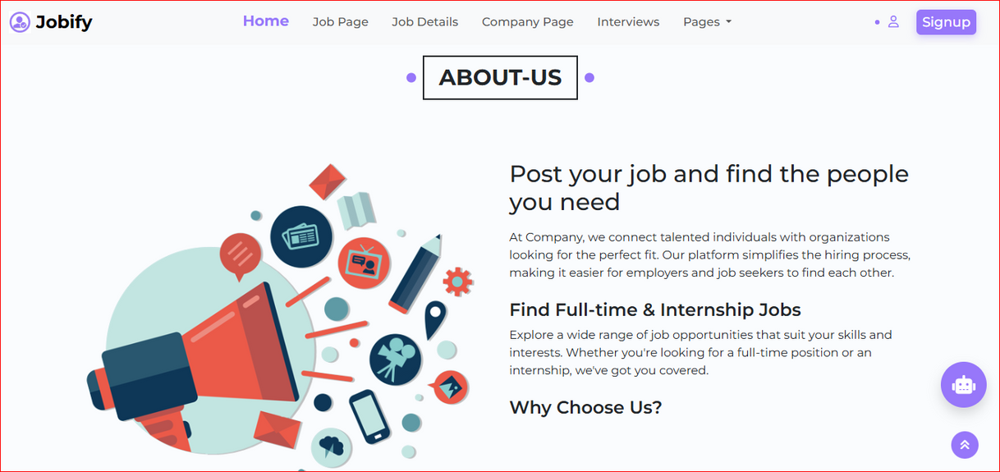 Jobify
Home
Job Page
Job Details
Company Page
Interviews
Pages
Signup
ABOUT-US
Post your job and find the people
you need
At Company, we connect talented individuals with organizations
looking for the perfect fit. Our platform simplifies the hiring process,
making it easier for employers and job seekers to find each other.
Find Full-time & Internship Jobs
Explore a wide range of job opportunities that suit your skills and
interests. Whether you're looking for a full-time position or an
internship, we've got you covered.
Why Choose Us?